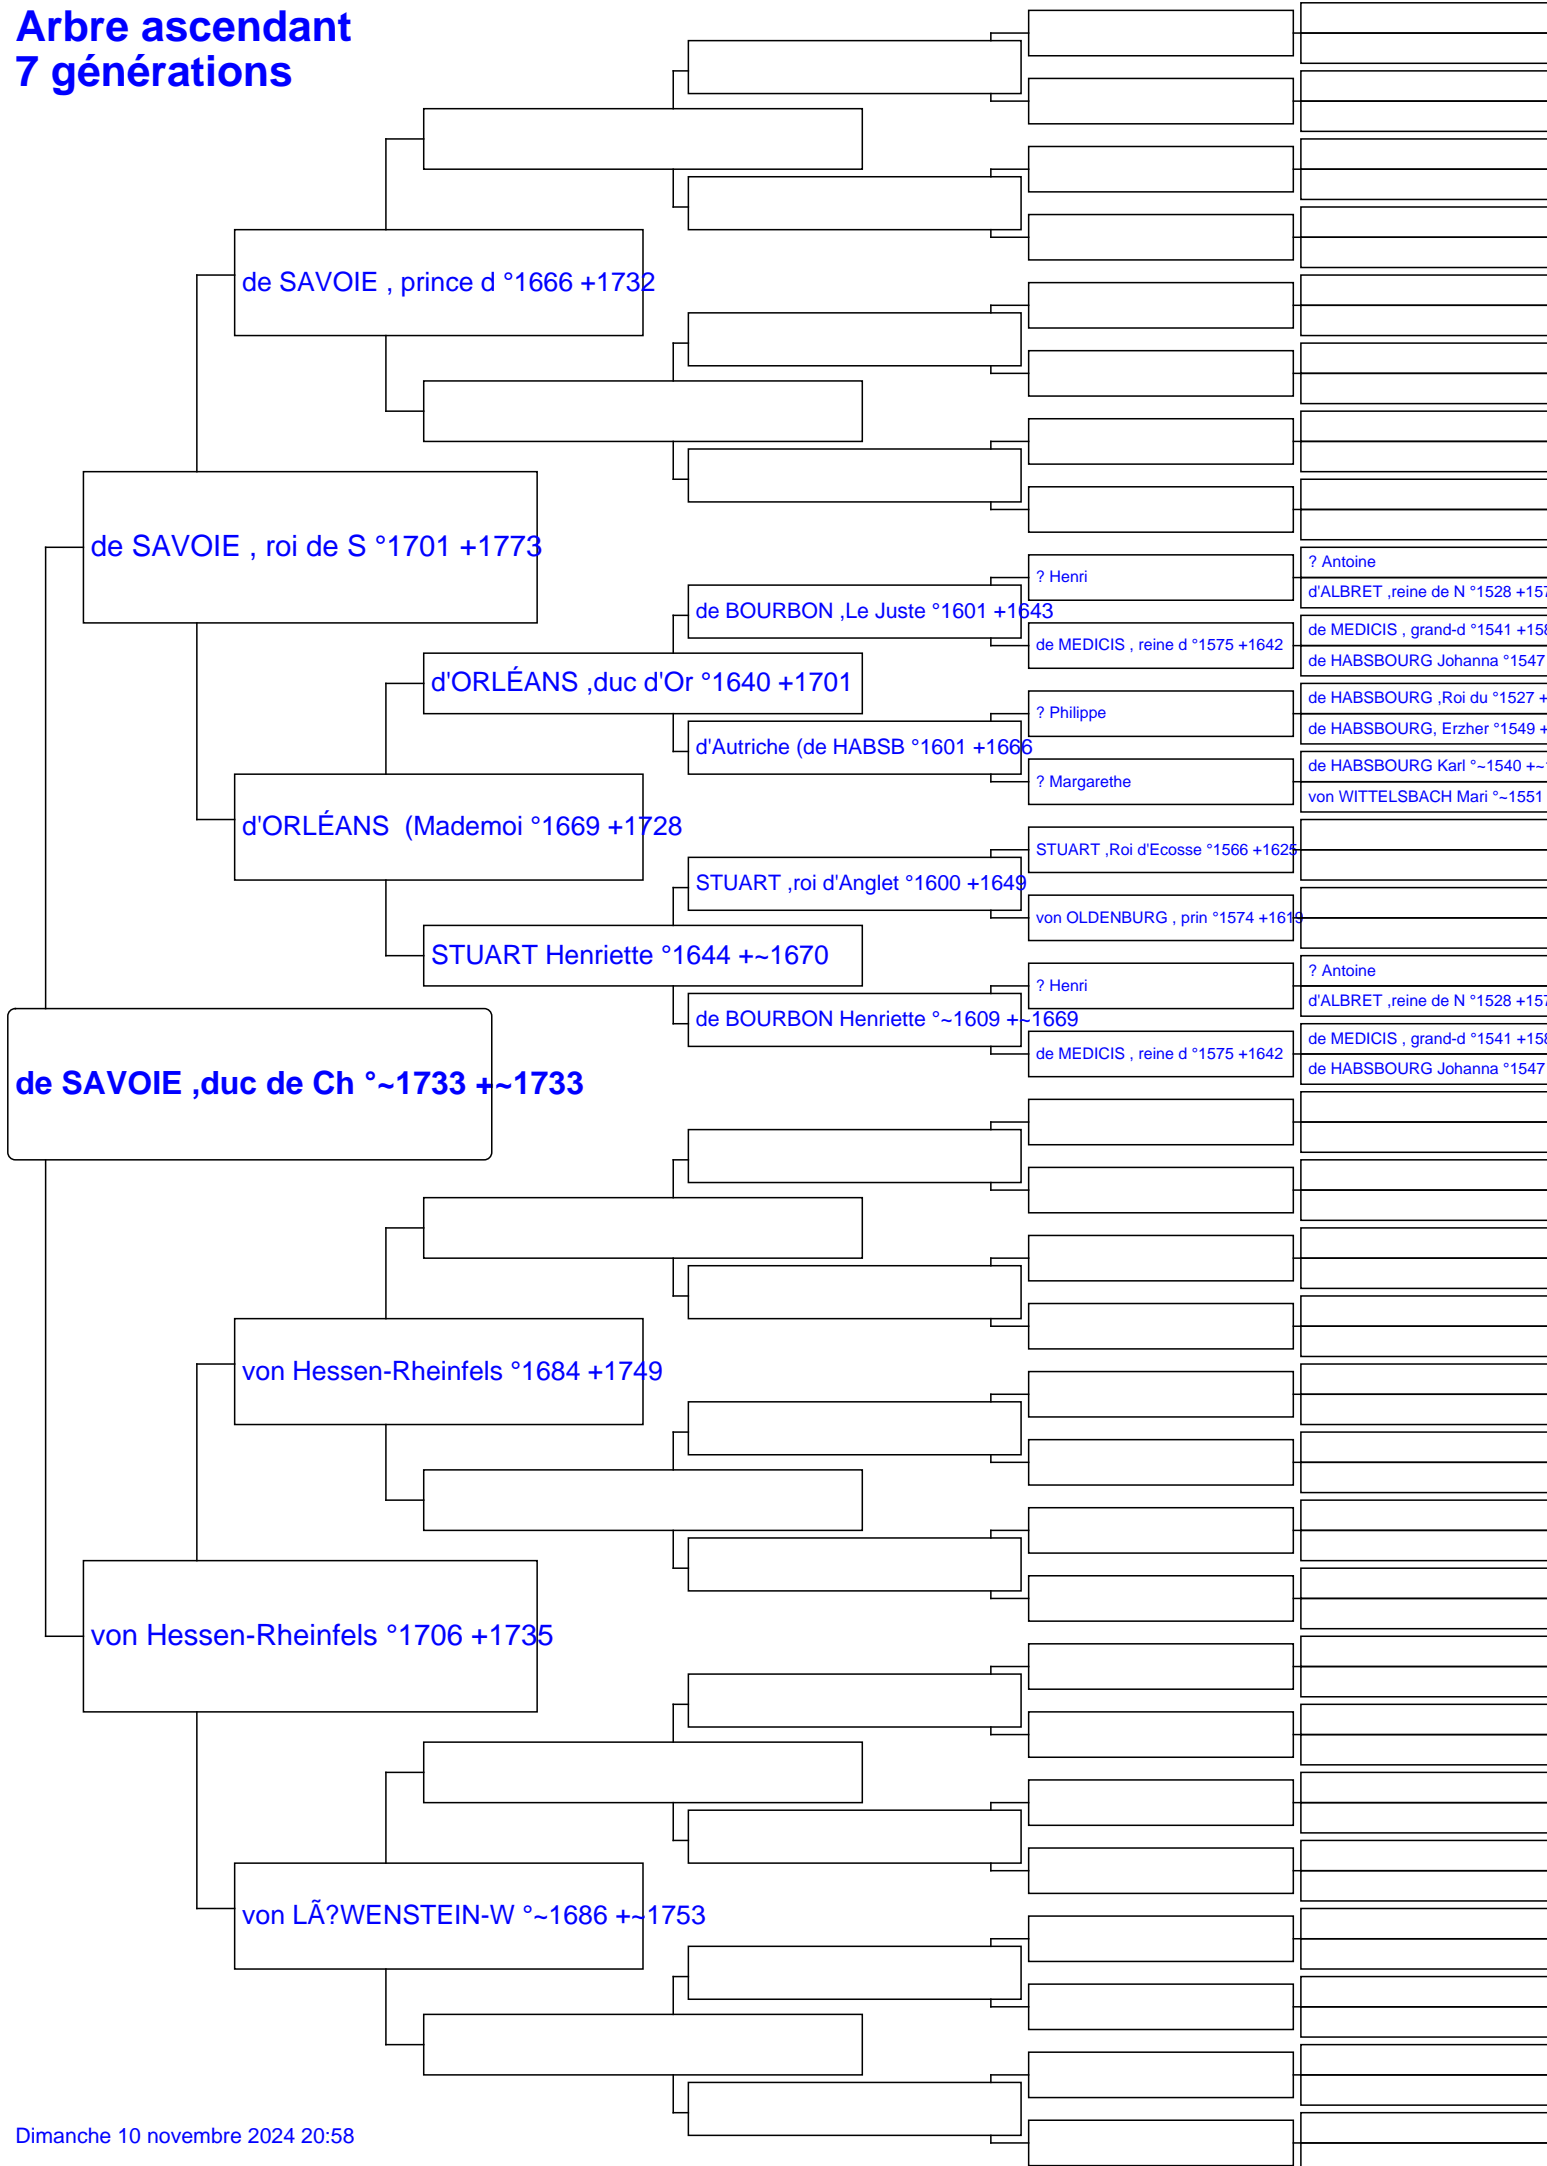 Arbre ascendant
7 générations
de SAVOIE , prince d °1666 +1732
de SAVOIE , roi de S °1701 +1773
? Antoine
? Henri
d'ALBRET ,reine de N °1528 +157
de BOURBON ,Le Juste °1601 +1643
de MEDICIS , grand-d °1541 +158
de MEDICIS , reine d °1575 +1642
de HABSBOURG Johanna °1547
d'ORLÉANS ,duc d'Or °1640 +1701
de HABSBOURG ,Roi du °1527 +
? Philippe
de HABSBOURG, Erzher °1549 +
d'Autriche (de HABSB °1601 +1666
de HABSBOURG Karl °~1540 +~1
? Margarethe
von WITTELSBACH Mari °~1551
d'ORLÉANS  (Mademoi °1669 +1728
STUART ,Roi d'Ecosse °1566 +1625
STUART ,roi d'Anglet °1600 +1649
von OLDENBURG , prin °1574 +1619
STUART Henriette °1644 +~1670
? Antoine
? Henri
d'ALBRET ,reine de N °1528 +157
de BOURBON Henriette °~1609 +~1669
de MEDICIS , grand-d °1541 +158
de MEDICIS , reine d °1575 +1642
de HABSBOURG Johanna °1547
de SAVOIE ,duc de Ch °~1733 +~1733
von Hessen-Rheinfels °1684 +1749
von Hessen-Rheinfels °1706 +1735
von LÃ?WENSTEIN-W °~1686 +~1753
Dimanche 10 novembre 2024 20:58